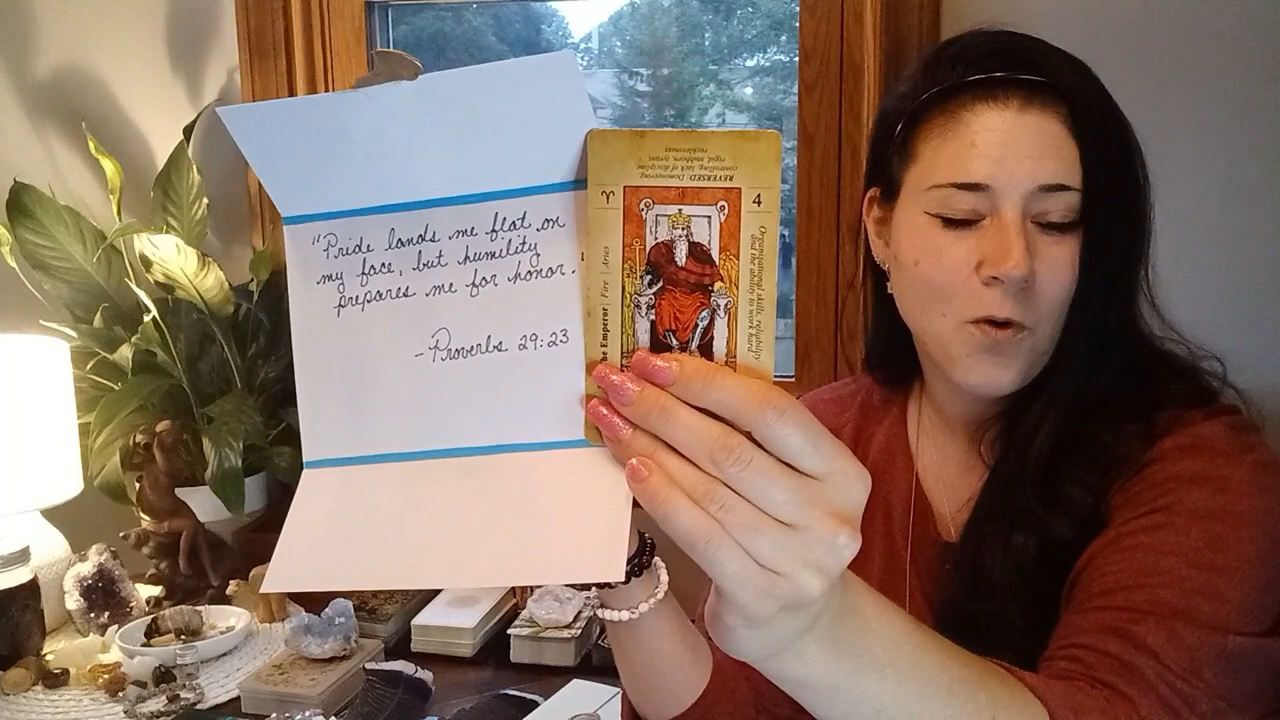 "Pride lands me flat on
my face, but humility
prepares me for honor.
-Proverbs 29:23
REVERSED: Domineering,
controlling, lack of discipline
rigid, stubborn, tyrant
recklessness
♈ 4
The Emperor | Fire | Aries
Organisational skills, reliability
and the ability to work hard